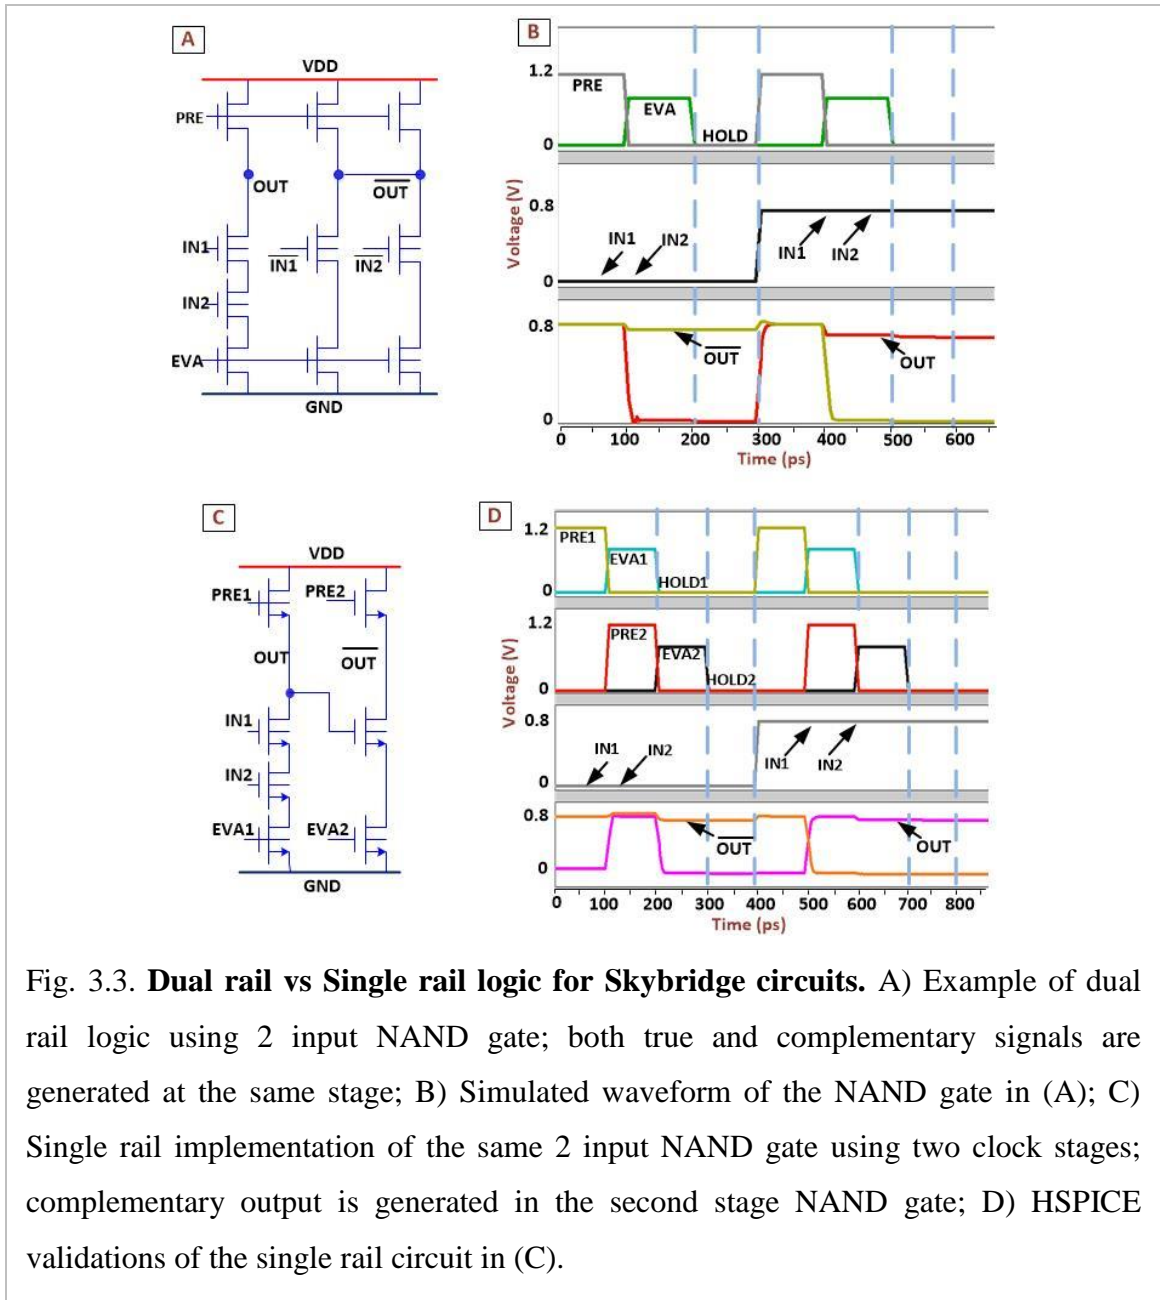 A
VDD
PRE
OUT
O̅U̅T̅
IN1
I̅N̅1̅
I̅N̅2̅
IN2
EVA
GND
B
1.2
PRE
EVA
HOLD
0
Voltage (V)
0.8
IN1
IN2
IN1
IN2
0
0.8
O̅U̅T̅
OUT
0
0 100 200 300 400 500 600
Time (ps)
C
VDD
PRE1
PRE2
OUT
O̅U̅T̅
IN1
IN2
EVA1
EVA2
GND
D
1.2
PRE1
EVA1
HOLD1
0
Voltage (V)
1.2
PRE2
EVA2
HOLD2
0
0.8
IN1
IN2
IN1
IN2
0
0.8
O̅U̅T̅
OUT
0
0 100 200 300 400 500 600 700 800
Time (ps)
Fig. 3.3. Dual rail vs Single rail logic for Skybridge circuits. A) Example of dual
rail logic using 2 input NAND gate; both true and complementary signals are
generated at the same stage; B) Simulated waveform of the NAND gate in (A); C)
Single rail implementation of the same 2 input NAND gate using two clock stages;
complementary output is generated in the second stage NAND gate; D) HSPICE
validations of the single rail circuit in (C).